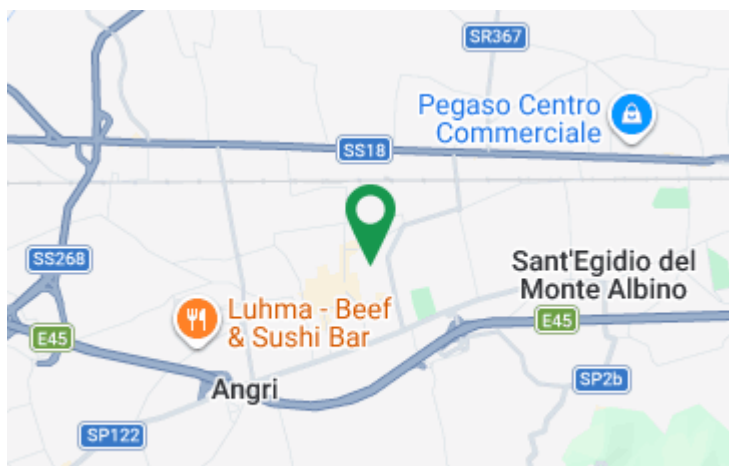 SR367
Pegaso Centro
Commerciale
SS18
SS268
Sant'Egidio del
Monte Albino
Luhma - Beef
& Sushi Bar
E45
E45
Angri
SP2b
SP122